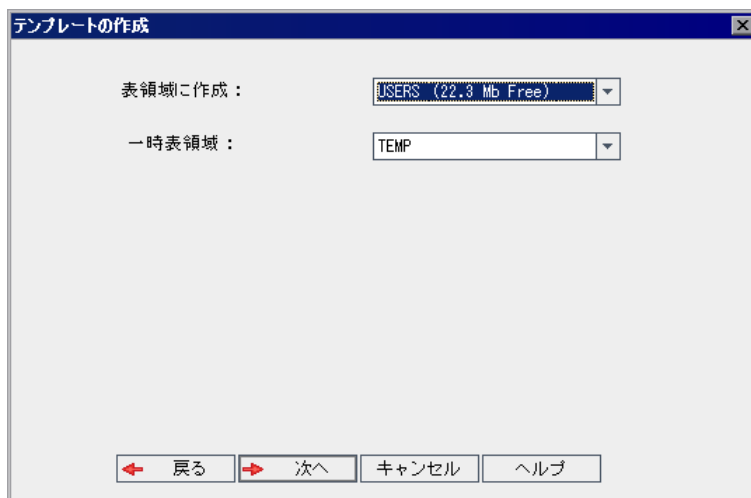 テンプレートの作成
表領域に作成： USERS (22.3 Mb Free)
一時表領域： TEMP
戻る 次へ キャンセル ヘルプ